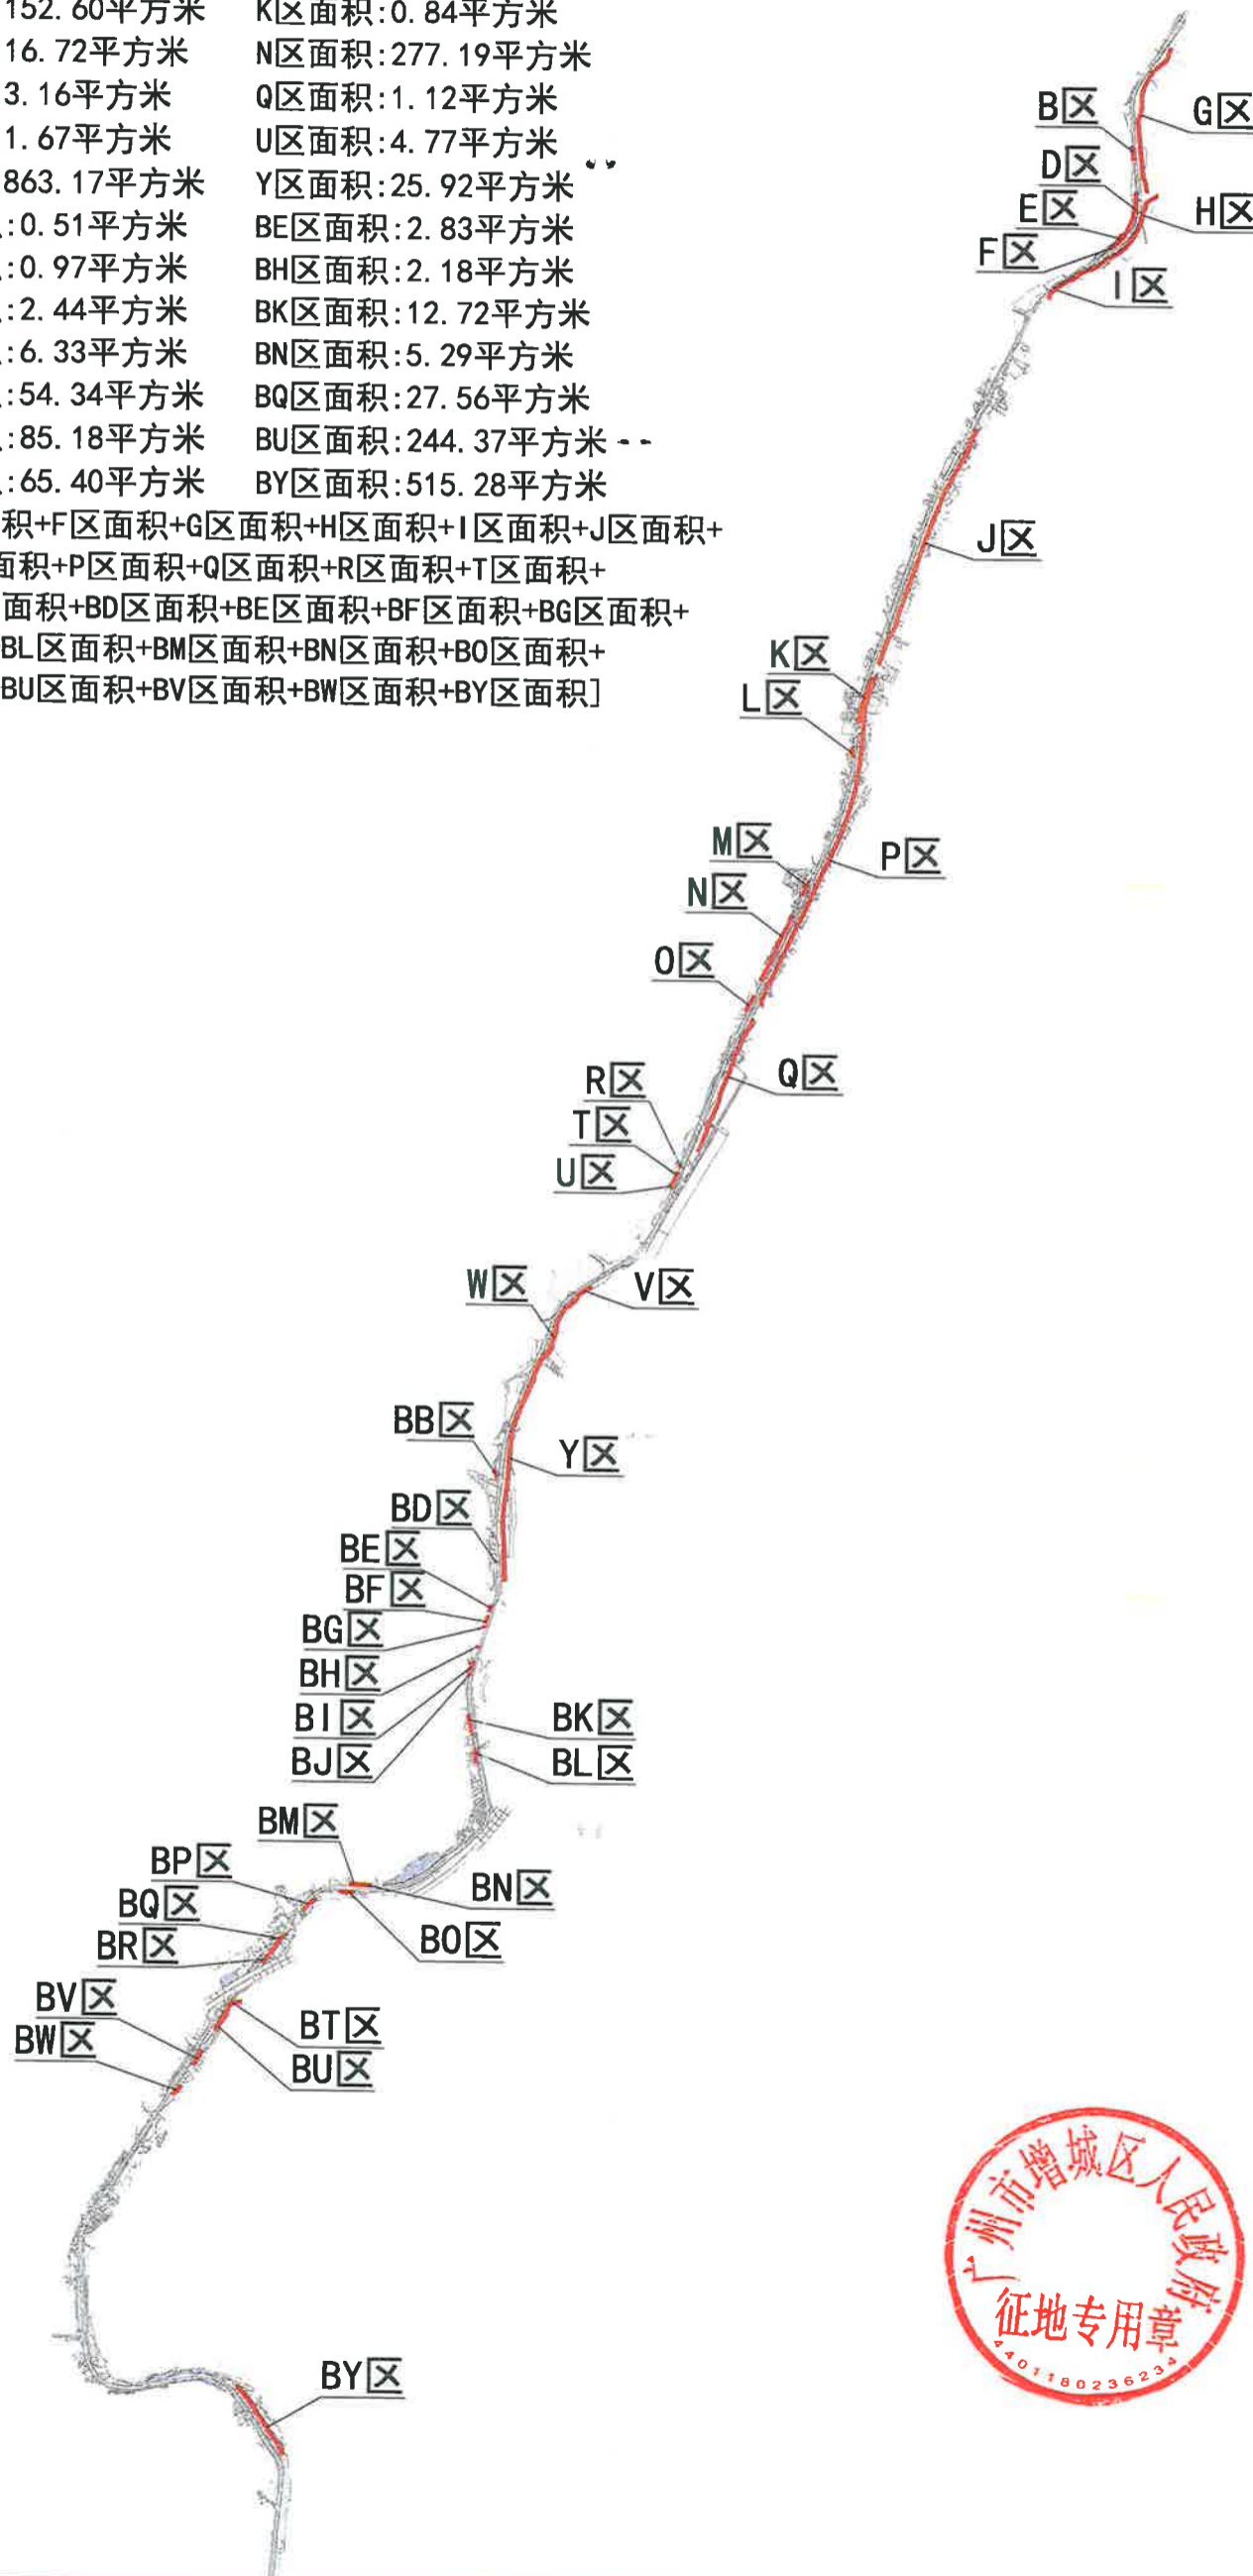 152.60平方米 K区面积:0.84平方米
16.72平方米 N区面积:277.19平方米
3.16平方米 Q区面积:1.12平方米
1.67平方米 U区面积:4.77平方米
863.17平方米 Y区面积:25.92平方米
:0.51平方米 BE区面积:2.83平方米
:0.97平方米 BH区面积:2.18平方米
:2.44平方米 BK区面积:12.72平方米
:6.33平方米 BN区面积:5.29平方米
:54.34平方米 BQ区面积:27.56平方米
:85.18平方米 BU区面积:244.37平方米
:65.40平方米 BY区面积:515.28平方米
积+F区面积+G区面积+H区面积+I区面积+J区面积+
面积+P区面积+Q区面积+R区面积+T区面积+
面积+BD区面积+BE区面积+BF区面积+BG区面积+
BL区面积+BM区面积+BN区面积+BO区面积+
BU区面积+BV区面积+BW区面积+BY区面积]
B区
G区
D区
E区
H区
F区
I区
J区
K区
L区
M区
P区
N区
O区
Q区
R区
T区
U区
W区
V区
BB区
Y区
BD区
BE区
BF区
BG区
BH区
BI区
BK区
BJ区
BL区
BM区
BP区
BN区
BQ区
BO区
BR区
BV区
BT区
BW区
BU区
BY区
广州市增城区人民政府
征地专用章
4401180236234